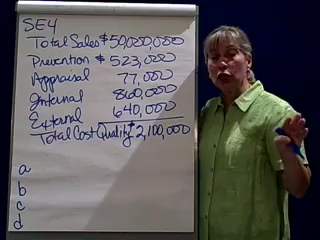 SE4
Total Sales $50,000,000
Prevention $ 523,000
Appraisal 77,000
Internal 860,000
External 640,000
Total Cost Quality $2,100,000
a
b
c
d